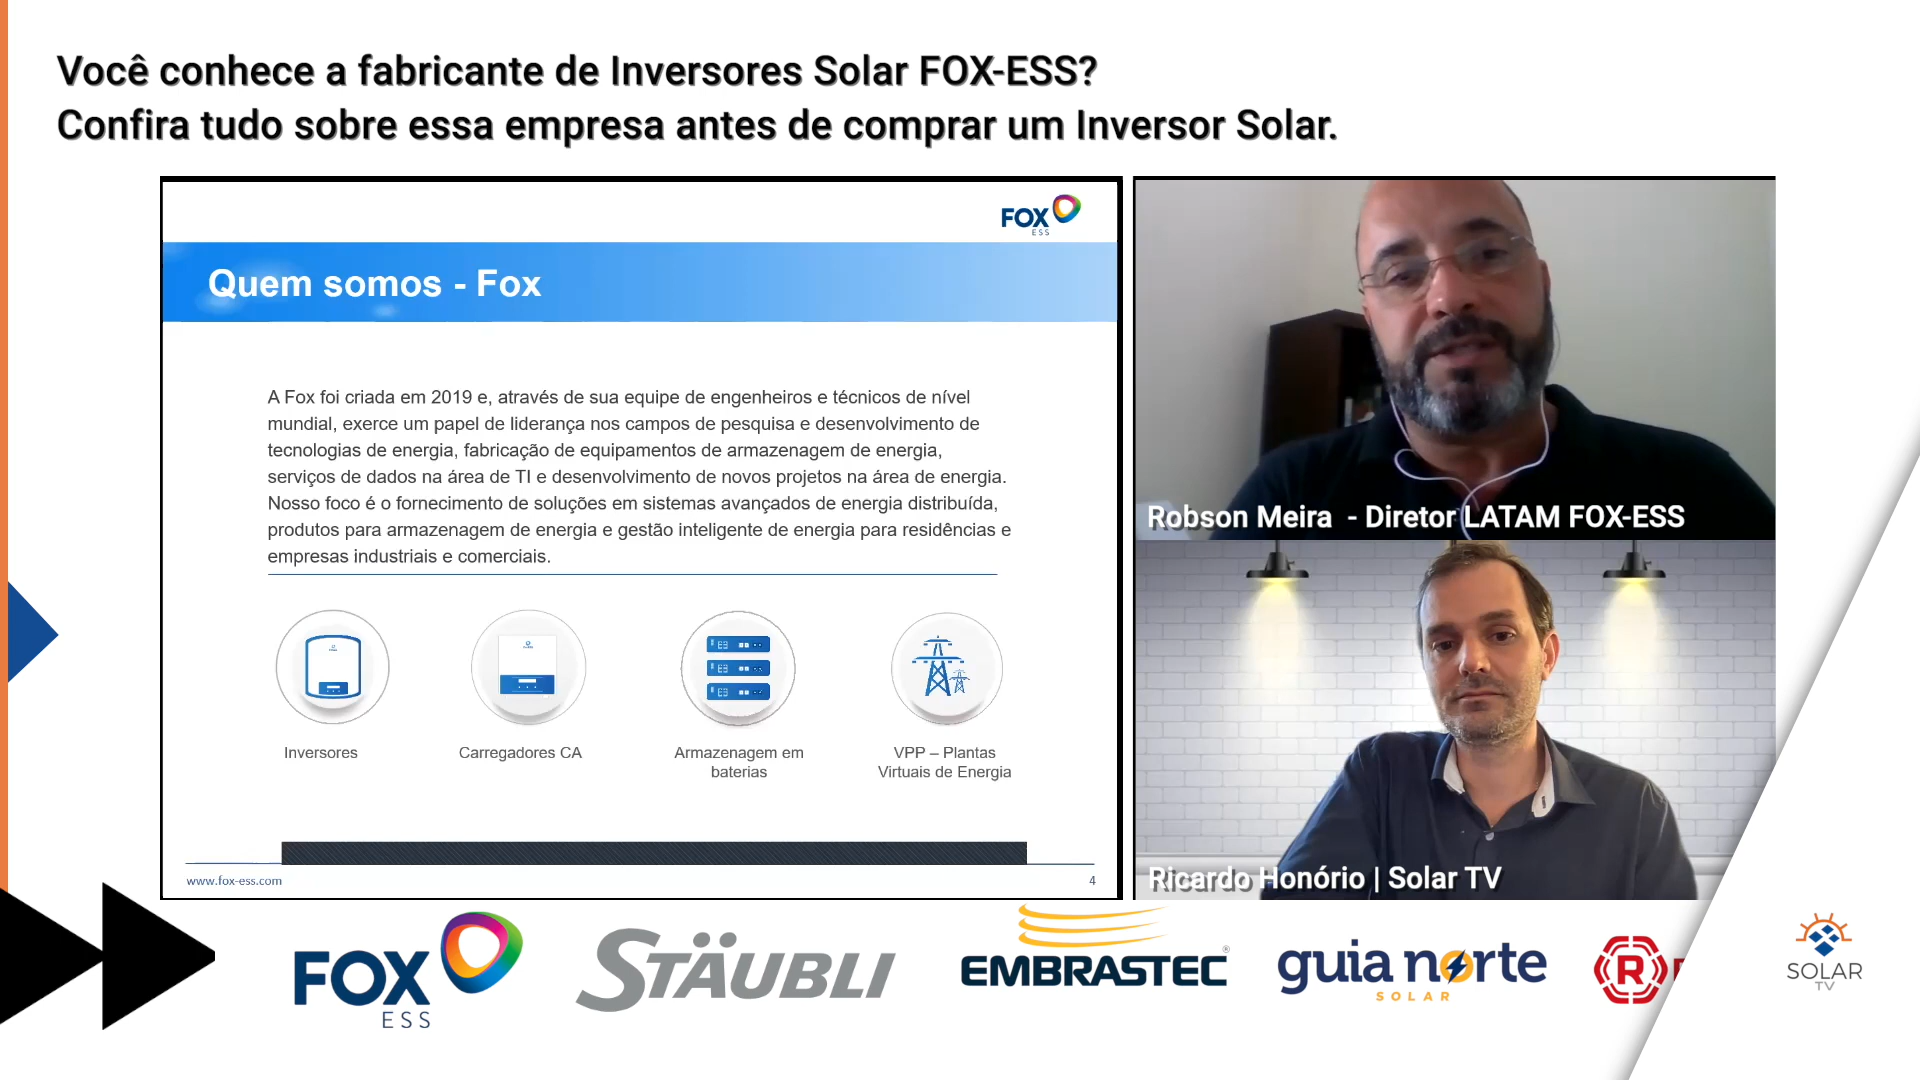 Você conhece a fabricante de Inversores Solar FOX-ESS?
Confira tudo sobre essa empresa antes de comprar um Inversor Solar.
FOX
ESS
Quem somos - Fox
A Fox foi criada em 2019 e, através de sua equipe de engenheiros e técnicos de nível
mundial, exerce um papel de liderança nos campos de pesquisa e desenvolvimento de
tecnologias de energia, fabricação de equipamentos de armazenagem de energia,
serviços de dados na área de TI e desenvolvimento de novos projetos na área de energia.
Nosso foco é o fornecimento de soluções em sistemas avançados de energia distribuída,
produtos para armazenagem de energia e gestão inteligente de energia para residências e
empresas industriais e comerciais.
Inversores
Carregadores CA
Armazenagem em
baterias
VPP – Plantas
Virtuais de Energia
www.fox-ess.com
4
Robson Meira - Diretor LATAM FOX-ESS
Ricardo Honório | Solar TV
FOX
ESS
STÄUBLI
EMBRASTEC®
guia norte
SOLAR
R
SOLAR
TV